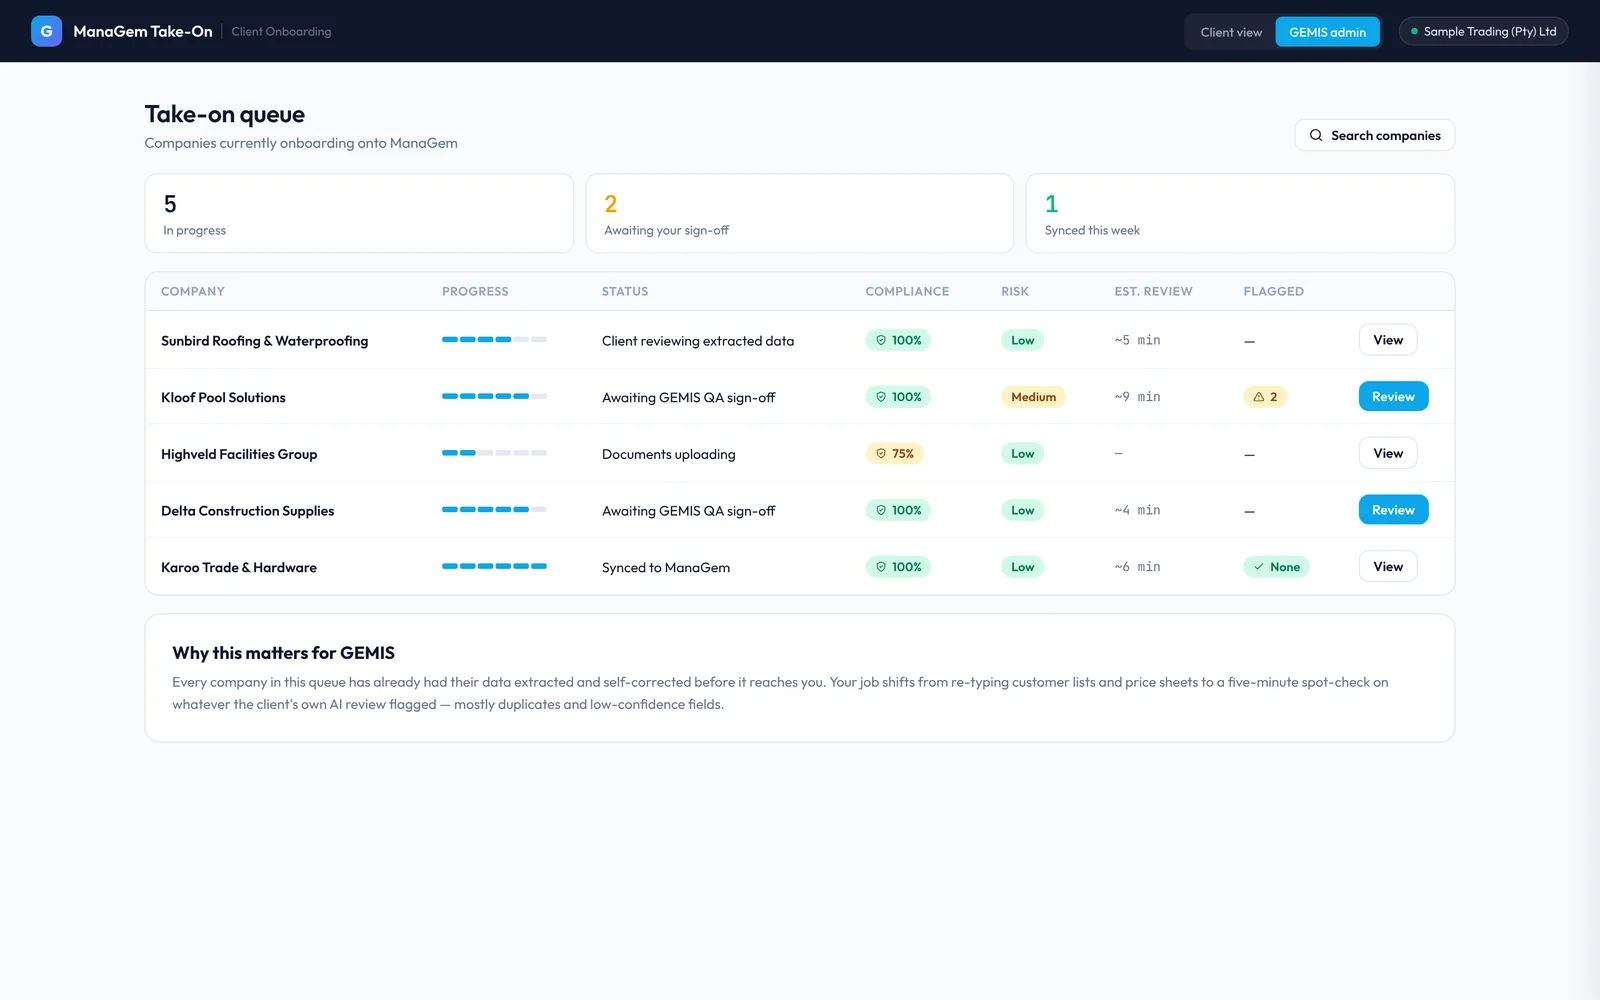 G ManaGem Take-On Client Onboarding Client view GEMIS admin Sample Trading (Pty) Ltd
Take-on queue
Companies currently onboarding onto ManaGem
Search companies
5
In progress
2
Awaiting your sign-off
1
Synced this week
COMPANY PROGRESS STATUS COMPLIANCE RISK EST. REVIEW FLAGGED
Sunbird Roofing & Waterproofing Client reviewing extracted data 100% Low ~5 min — View
Kloof Pool Solutions Awaiting GEMIS QA sign-off 100% Medium ~9 min 2 Review
Highveld Facilities Group Documents uploading 75% Low — — View
Delta Construction Supplies Awaiting GEMIS QA sign-off 100% Low ~4 min — Review
Karoo Trade & Hardware Synced to ManaGem 100% Low ~6 min None View
Why this matters for GEMIS
Every company in this queue has already had their data extracted and self-corrected before it reaches you. Your job shifts from re-typing customer lists and price sheets to a five-minute spot-check on
whatever the client's own AI review flagged — mostly duplicates and low-confidence fields.